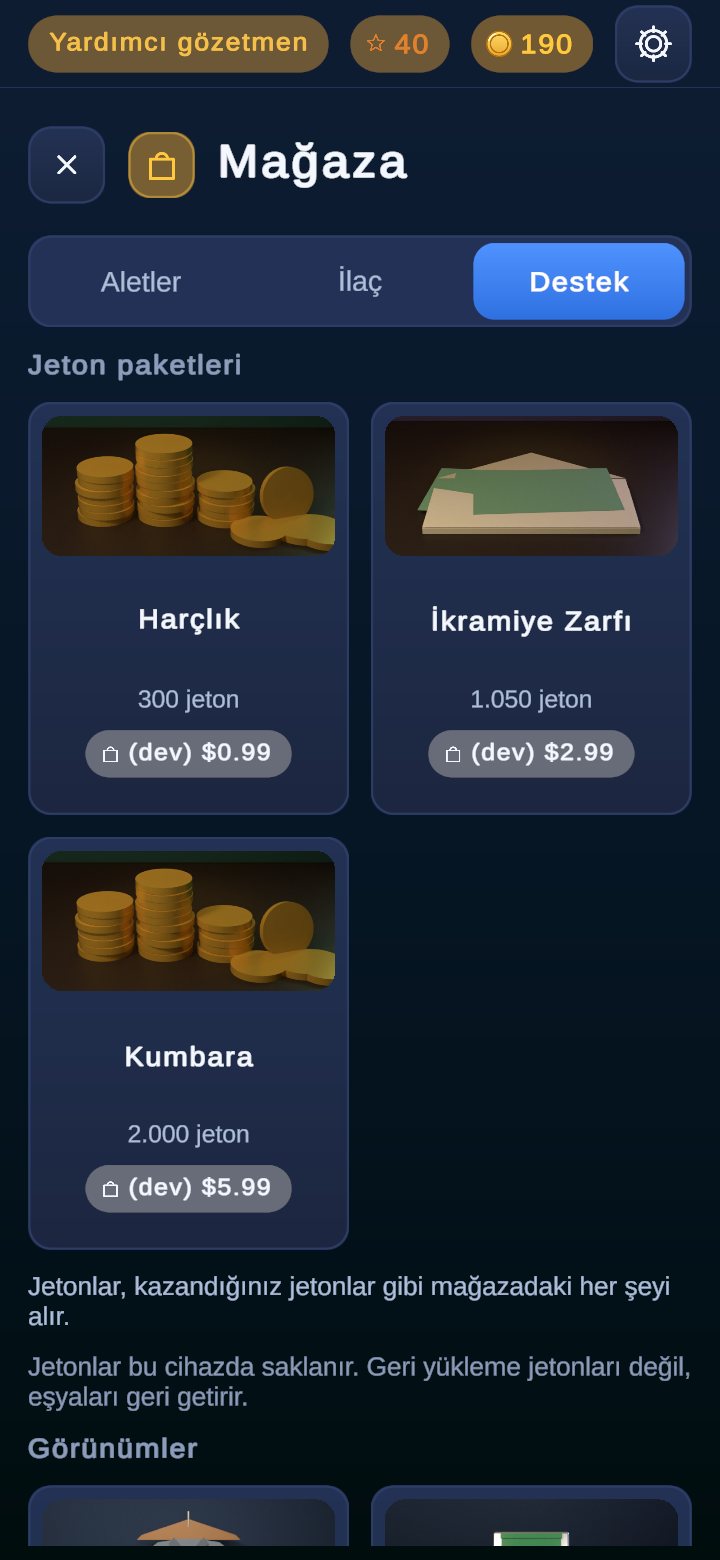 Yardımcı gözetmen
40
190
Mağaza
Aletler
İlaç
Destek
Jeton paketleri
Harçlık
İkramiye Zarfı
300 jeton
1.050 jeton
(dev) $0.99
(dev) $2.99
Kumbara
2.000 jeton
(dev) $5.99
Jetonlar, kazandığınız jetonlar gibi mağazadaki her şeyi
alır.
Jetonlar bu cihazda saklanır. Geri yükleme jetonları değil,
eşyaları geri getirir.
Görünümler